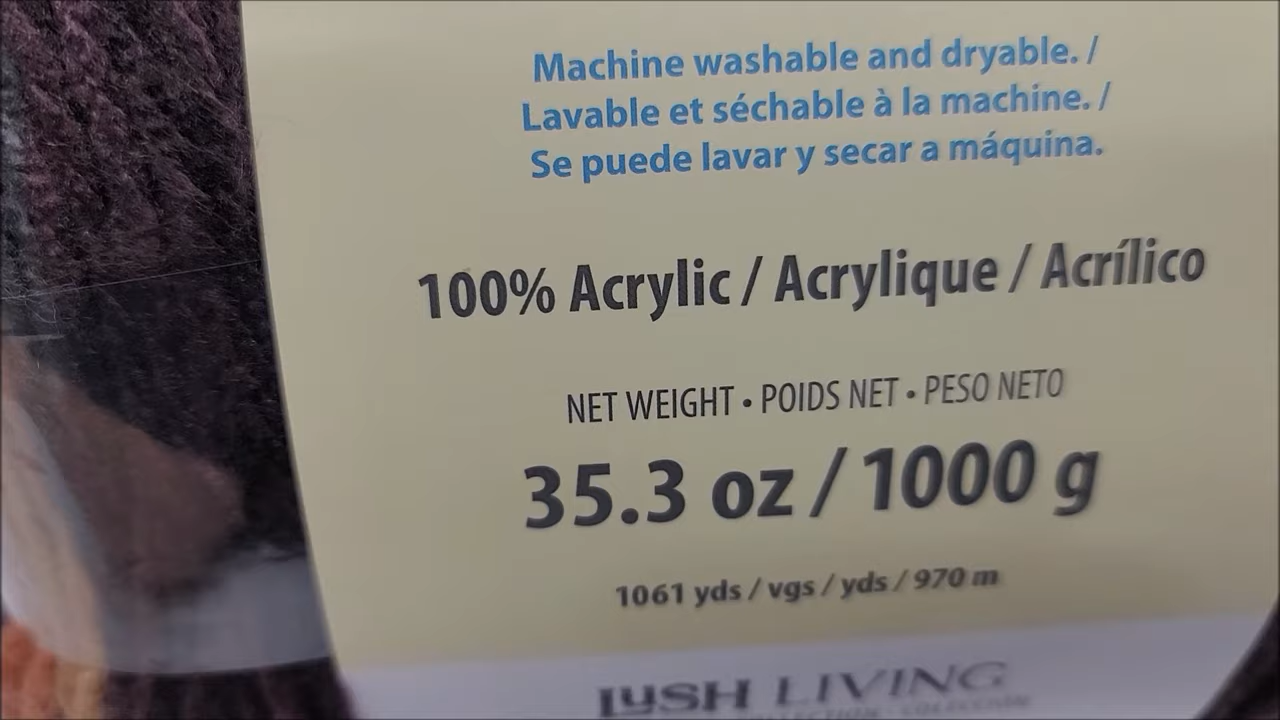 Machine washable and dryable. /
Lavable et séchable à la machine. /
Se puede lavar y secar a máquina.
100% Acrylic / Acrylique / Acrílico
NET WEIGHT • POIDS NET • PESO NETO
35.3 oz / 1000 g
1061 yds / vgs / yds / 970 m
LUSH LIVING